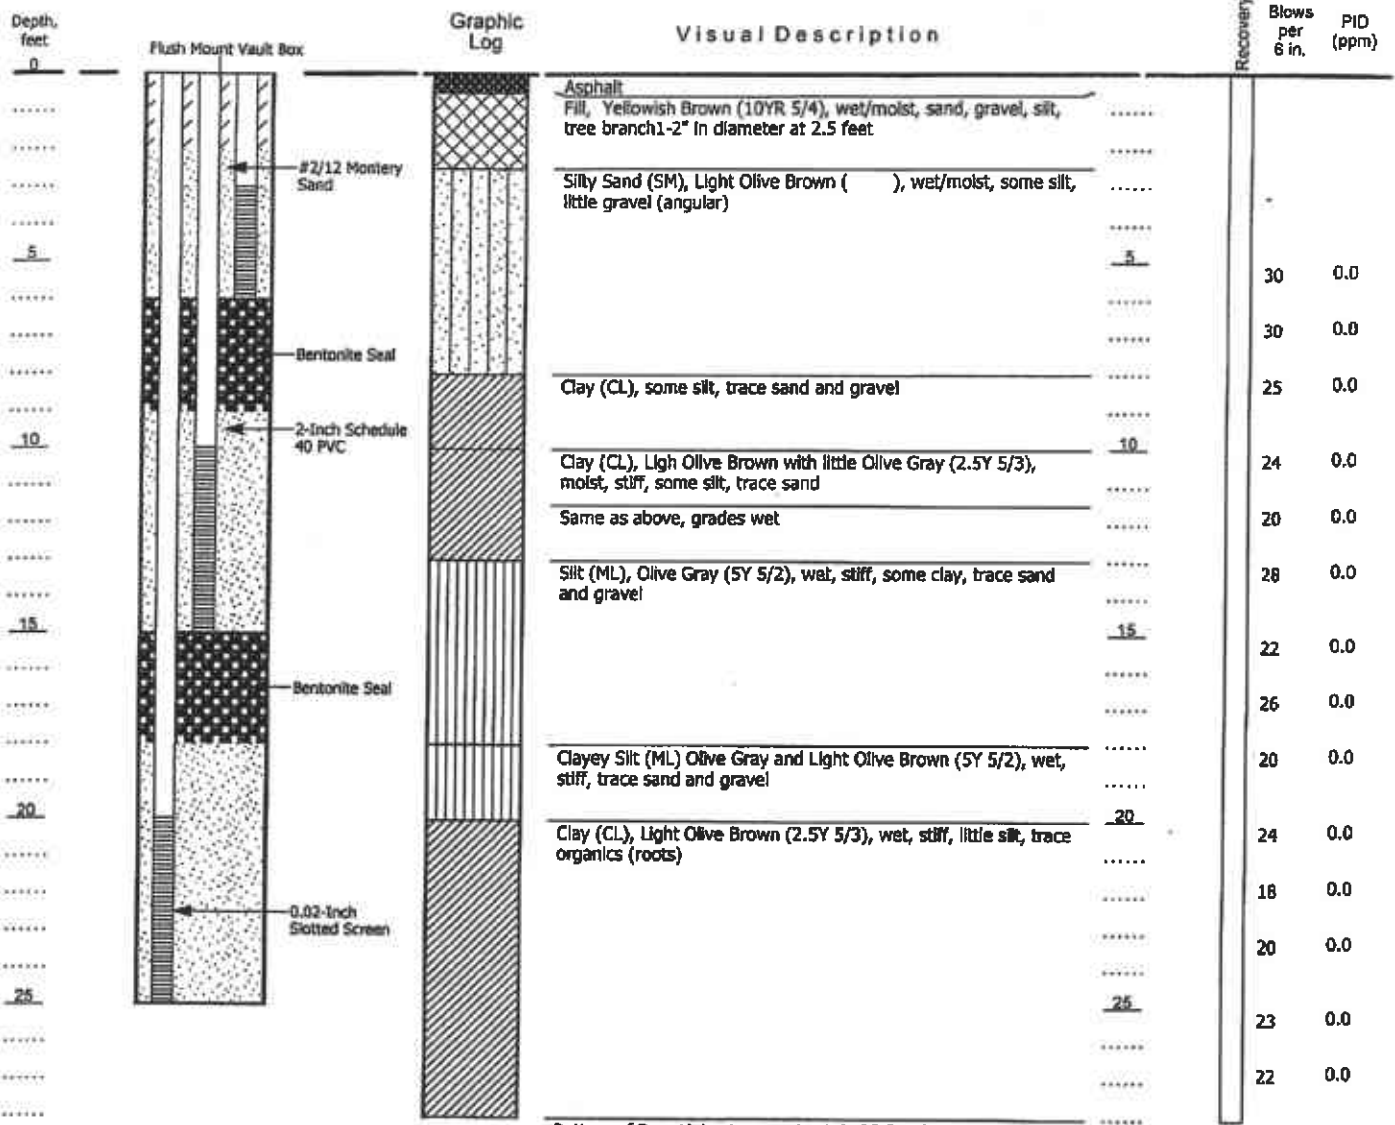 Depth, feet
Graphic Log
Visual Description
Recovery
Blows per 6 in.
PID (ppm)
0
Flush Mount Vault Box
Asphalt
Fill, Yellowish Brown (10YR 5/4), wet/moist, sand, gravel, silt,
tree branch1-2" in diameter at 2.5 feet
#2/12 Montery
Sand
Silty Sand (SM), Light Olive Brown ( ), wet/moist, some silt,
little gravel (angular)
5
5
30 0.0
Bentonite Seal
30 0.0
Clay (CL), some silt, trace sand and gravel
25 0.0
2-Inch Schedule
40 PVC
10
10
Clay (CL), Ligh Olive Brown with little Olive Gray (2.5Y 5/3),
moist, stiff, some silt, trace sand
24 0.0
Same as above, grades wet
20 0.0
Silt (ML), Olive Gray (5Y 5/2), wet, stiff, some clay, trace sand
and gravel
28 0.0
15
15
22 0.0
Bentonite Seal
26 0.0
Clayey Silt (ML) Olive Gray and Light Olive Brown (5Y 5/2), wet,
stiff, trace sand and gravel
20 0.0
20
20
Clay (CL), Light Olive Brown (2.5Y 5/3), wet, stiff, little silt, trace
organics (roots)
24 0.0
18 0.0
0.02-Inch
Slotted Screen
20 0.0
25
25
23 0.0
22 0.0